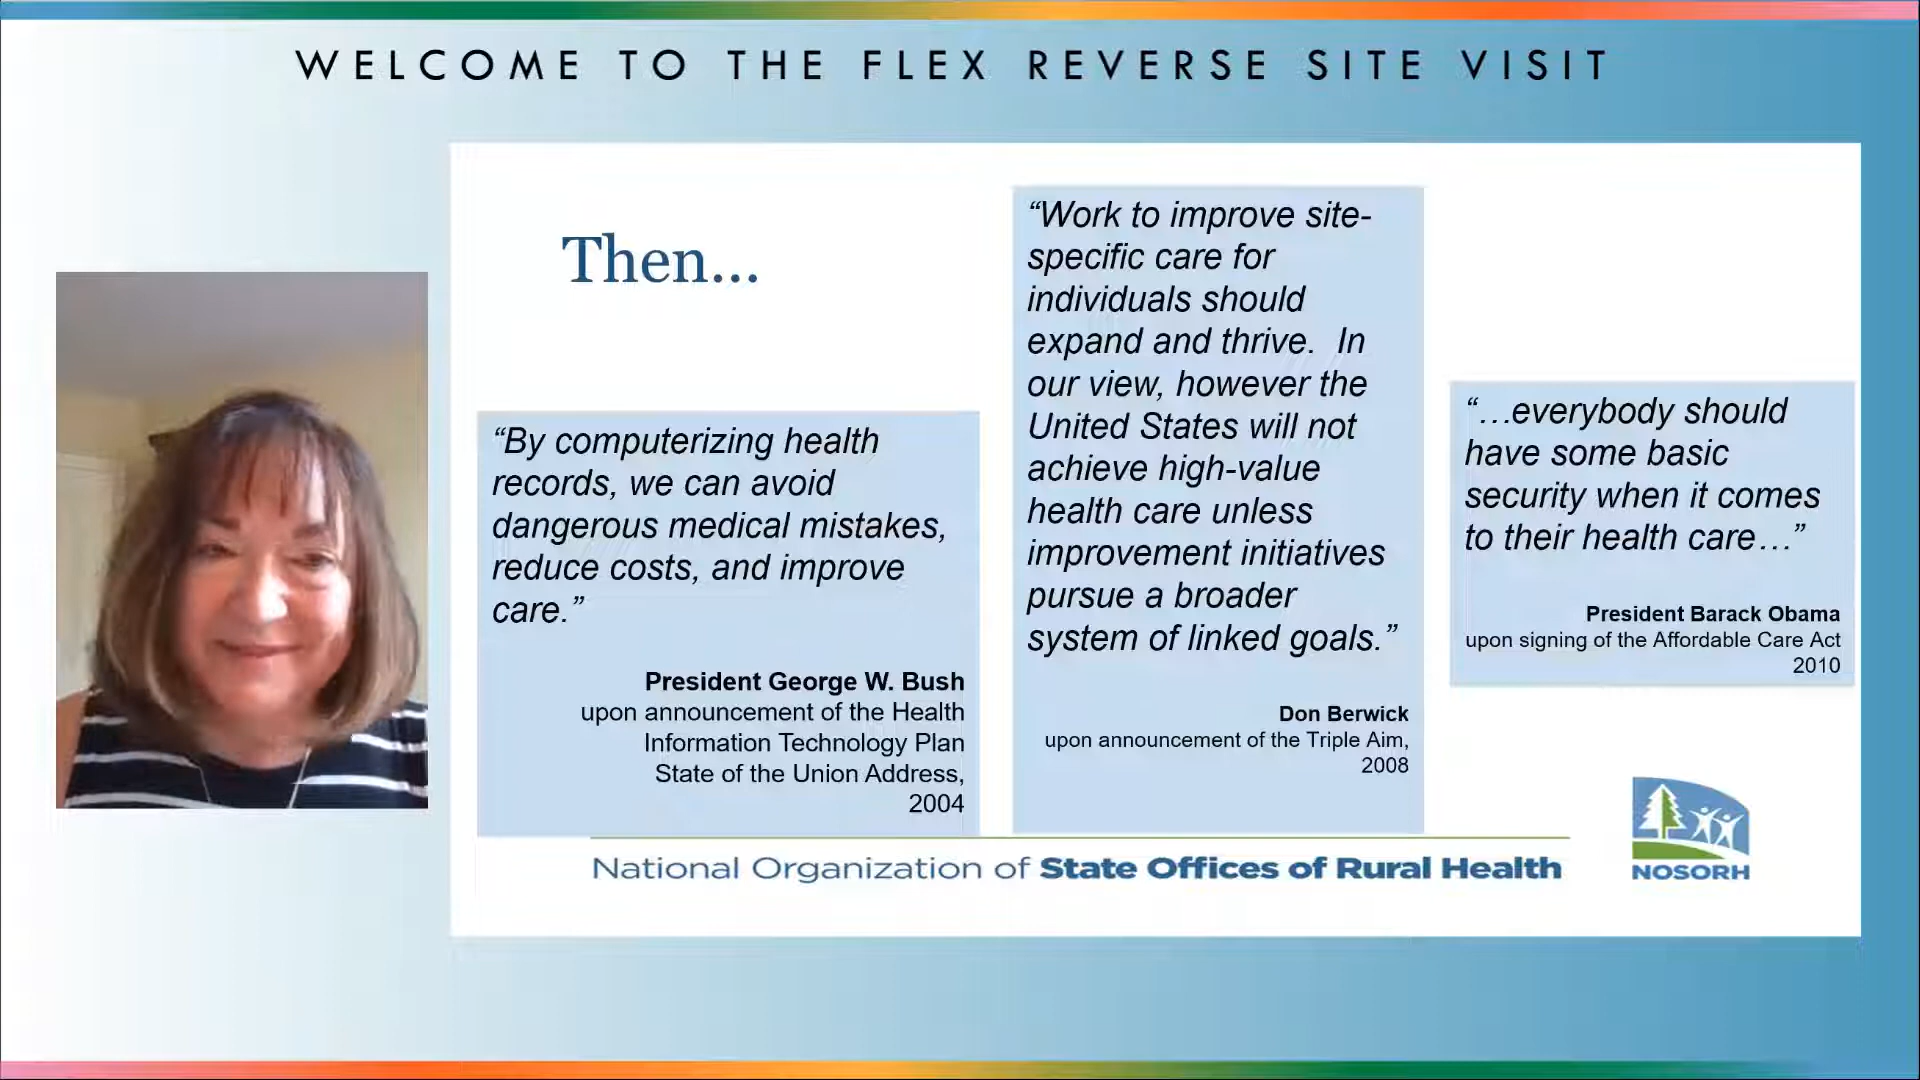 WELCOME TO THE FLEX REVERSE SITE VISIT
Then...
“By computerizing health
records, we can avoid
dangerous medical mistakes,
reduce costs, and improve
care.”
President George W. Bush
upon announcement of the Health
Information Technology Plan
State of the Union Address,
2004
“Work to improve site-
specific care for
individuals should
expand and thrive.  In
our view, however the
United States will not
achieve high-value
health care unless
improvement initiatives
pursue a broader
system of linked goals.”
Don Berwick
upon announcement of the Triple Aim,
2008
“…everybody should
have some basic
security when it comes
to their health care…”
President Barack Obama
upon signing of the Affordable Care Act
2010
National Organization of State Offices of Rural Health
NOSORH